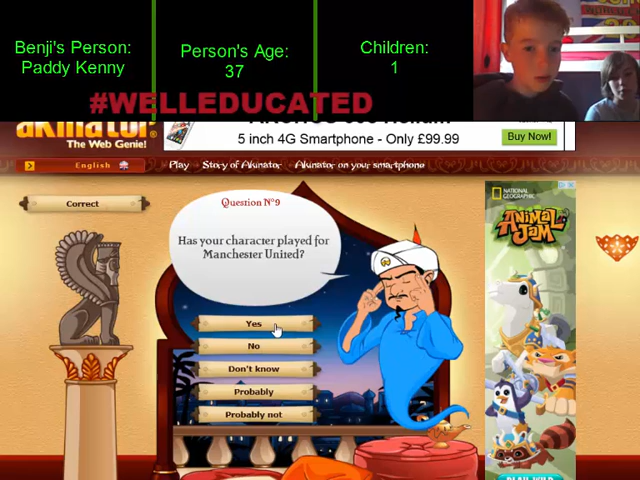 Benji's Person:
Paddy Kenny
Person's Age:
37
Children:
1
#WELLEDUCATED
akinator
The Web Genie!
5 inch 4G Smartphone - Only £99.99
Buy Now!
English
Play
Story of Akinator
Akinator on your smartphone
Correct
Question N°9
Has your character played for
Manchester United?
Yes
No
Don't know
Probably
Probably not
NATIONAL
GEOGRAPHIC
ANIMAL
JAM